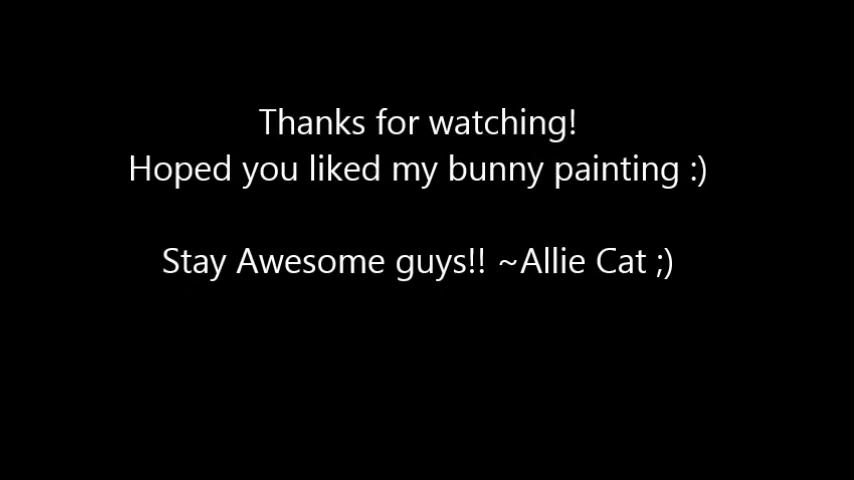 Thanks for watching!
Hoped you liked my bunny painting :)
Stay Awesome guys!! ~Allie Cat ;)